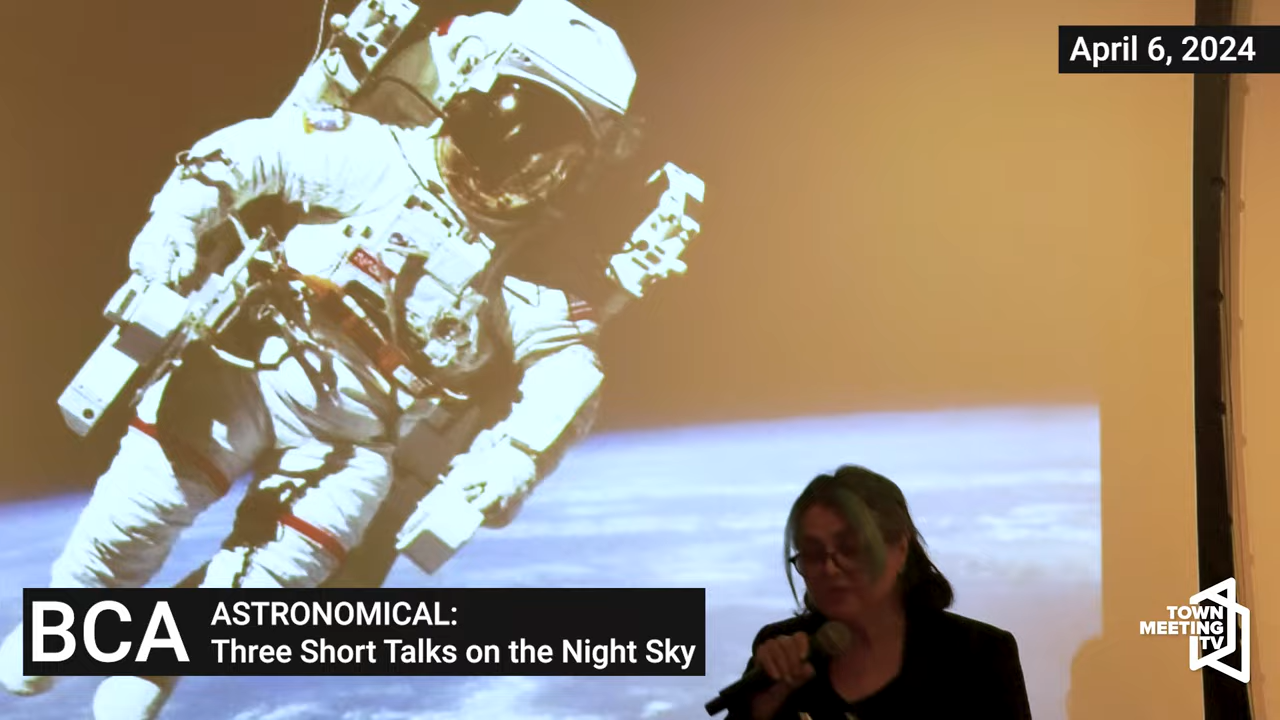 April 6, 2024
BCA
ASTRONOMICAL:
Three Short Talks on the Night Sky
TOWN
MEETING
TV